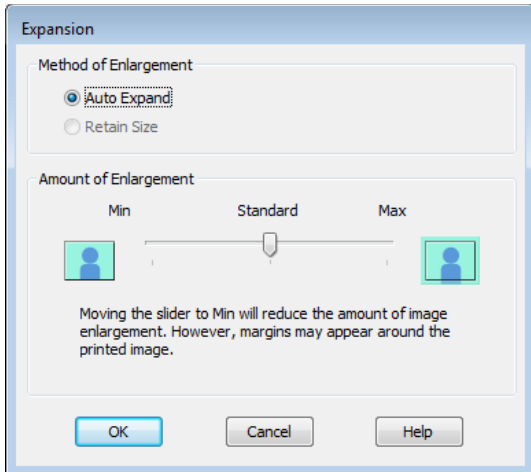 Expansion
Method of Enlargement
Auto Expand
Retain Size
Amount of Enlargement
Min Standard Max
Moving the slider to Min will reduce the amount of image
enlargement. However, margins may appear around the
printed image.
OK Cancel Help